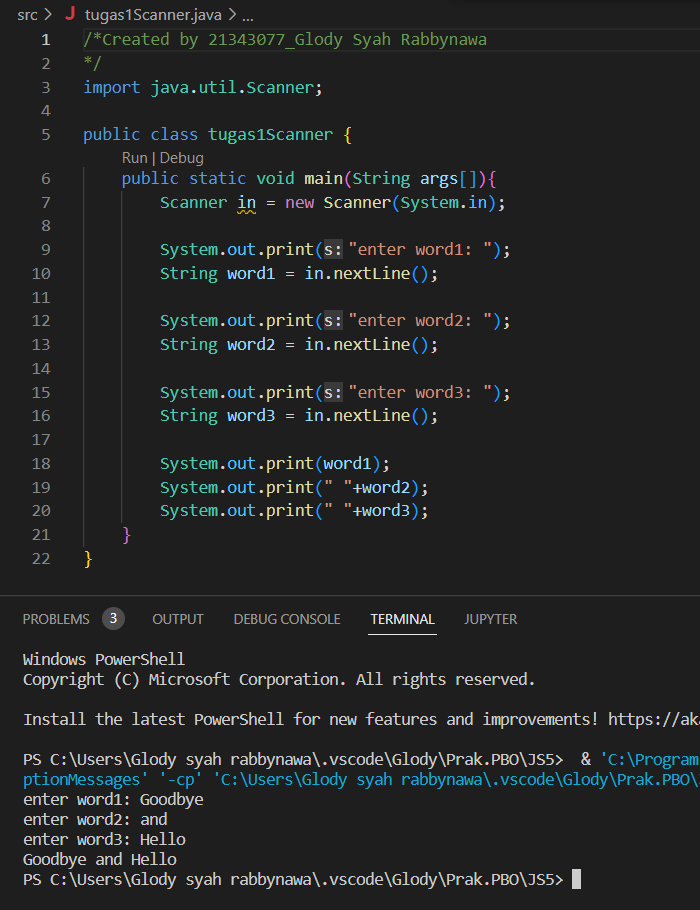 src > J tugas1Scanner.java > ...
1 /*Created by 21343077_Glody Syah Rabbynawa
2 */
3 import java.util.Scanner;
4
5 public class tugas1Scanner {
Run | Debug
6 public static void main(String args[]){
7 Scanner in = new Scanner(System.in);
8
9 System.out.print(s: "enter word1: ");
10 String word1 = in.nextLine();
11
12 System.out.print(s: "enter word2: ");
13 String word2 = in.nextLine();
14
15 System.out.print(s: "enter word3: ");
16 String word3 = in.nextLine();
17
18 System.out.print(word1);
19 System.out.print(" "+word2);
20 System.out.print(" "+word3);
21 }
22 }
PROBLEMS 3 OUTPUT DEBUG CONSOLE TERMINAL JUPYTER
Windows PowerShell
Copyright (C) Microsoft Corporation. All rights reserved.
Install the latest PowerShell for new features and improvements! https://aka
PS C:\Users\Glody syah rabbynawa\.vscode\Glody\Prak.PBO\JS5>  & 'C:\Program
ptionMessages' '-cp' 'C:\Users\Glody syah rabbynawa\.vscode\Glody\Prak.PBO\
enter word1: Goodbye
enter word2: and
enter word3: Hello
Goodbye and Hello
PS C:\Users\Glody syah rabbynawa\.vscode\Glody\Prak.PBO\JS5>